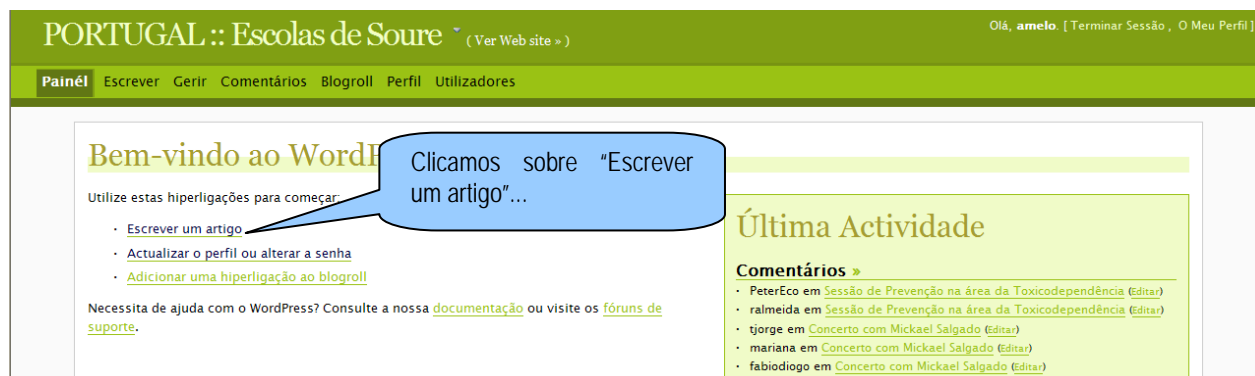 PORTUGAL :: Escolas de Soure ( Ver Web site » )
Olá, amelo. [ Terminar Sessão , O Meu Perfil ]
Painél Escrever Gerir Comentários Blogroll Perfil Utilizadores
Bem-vindo ao WordP
Clicamos sobre “Escrever
um artigo”...
Utilize estas hiperligações para começar:
· Escrever um artigo
· Actualizar o perfil ou alterar a senha
· Adicionar uma hiperligação ao blogroll
Necessita de ajuda com o WordPress? Consulte a nossa documentação ou visite os fóruns de
suporte.
Última Actividade
Comentários »
· PeterEco em Sessão de Prevenção na área da Toxicodependência (Editar)
· ralmeida em Sessão de Prevenção na área da Toxicodependência (Editar)
· tjorge em Concerto com Mickael Salgado (Editar)
· mariana em Concerto com Mickael Salgado (Editar)
· fabiodiogo em Concerto com Mickael Salgado (Editar)